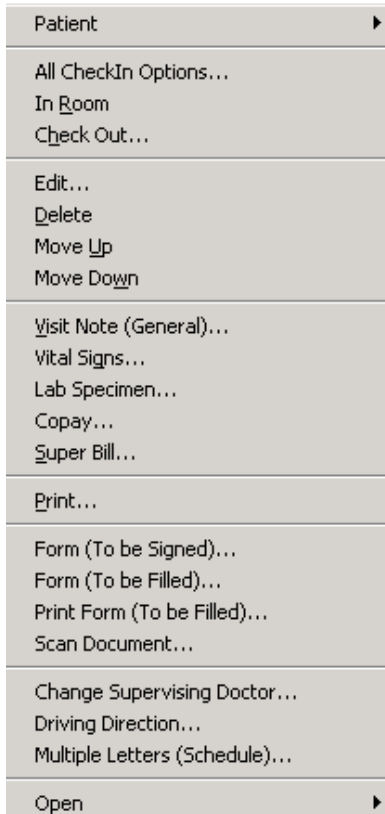 Patient
All CheckIn Options...
In Room
Check Out...
Edit...
Delete
Move Up
Move Down
Visit Note (General)...
Vital Signs...
Lab Specimen...
Copay...
Super Bill...
Print...
Form (To be Signed)...
Form (To be Filled)...
Print Form (To be Filled)...
Scan Document...
Change Supervising Doctor...
Driving Direction...
Multiple Letters (Schedule)...
Open